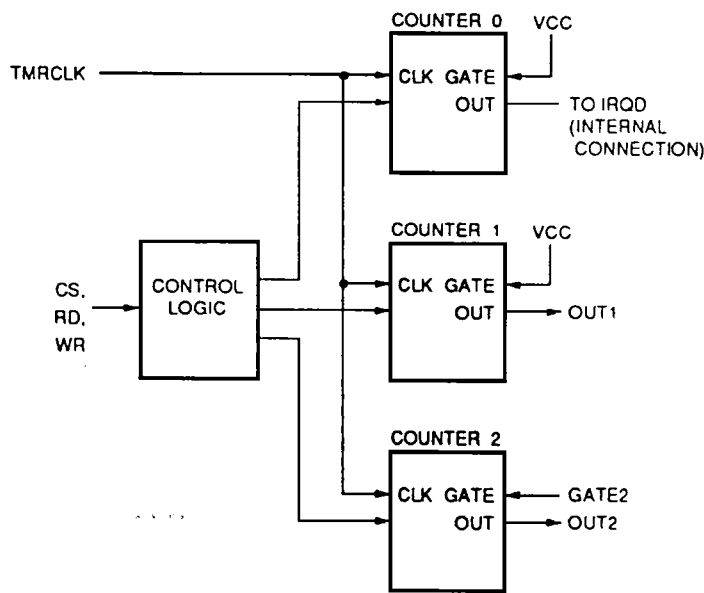 COUNTER 0
VCC
TMRCLK
CLK GATE
OUT
TO IRQD
(INTERNAL
CONNECTION)
COUNTER 1
VCC
CONTROL
LOGIC
CS,
RD,
WR
CLK GATE
OUT
OUT1
COUNTER 2
CLK GATE
GATE2
OUT
OUT2